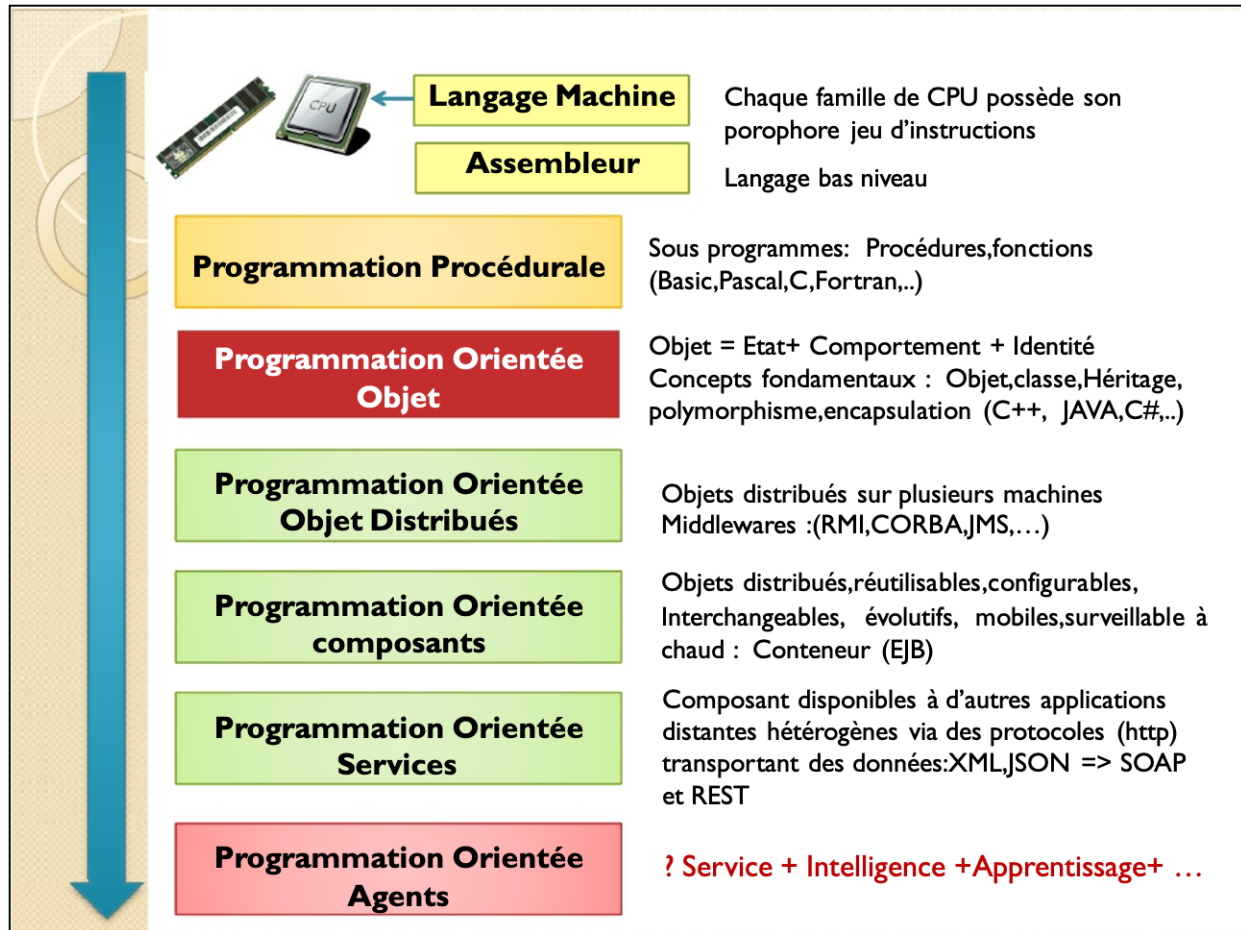 CPU
Langage Machine
Chaque famille de CPU possède son
porophore jeu d’instructions
Assembleur
Langage bas niveau
Programmation Procédurale
Sous programmes: Procédures,fonctions
(Basic,Pascal,C,Fortran,..)
Programmation Orientée
Objet
Objet = Etat+ Comportement + Identité
Concepts fondamentaux : Objet,classe,Héritage,
polymorphisme,encapsulation (C++, JAVA,C#,..)
Programmation Orientée
Objet Distribués
Objets distribués sur plusieurs machines
Middlewares :(RMI,CORBA,JMS,…)
Programmation Orientée
composants
Objets distribués,réutilisables,configurables,
Interchangeables, évolutifs, mobiles,surveillable à
chaud : Conteneur (EJB)
Programmation Orientée
Services
Composant disponibles à d’autres applications
distantes hétérogènes via des protocoles (http)
transportant des données:XML,JSON => SOAP
et REST
Programmation Orientée
Agents
? Service + Intelligence +Apprentissage+ …